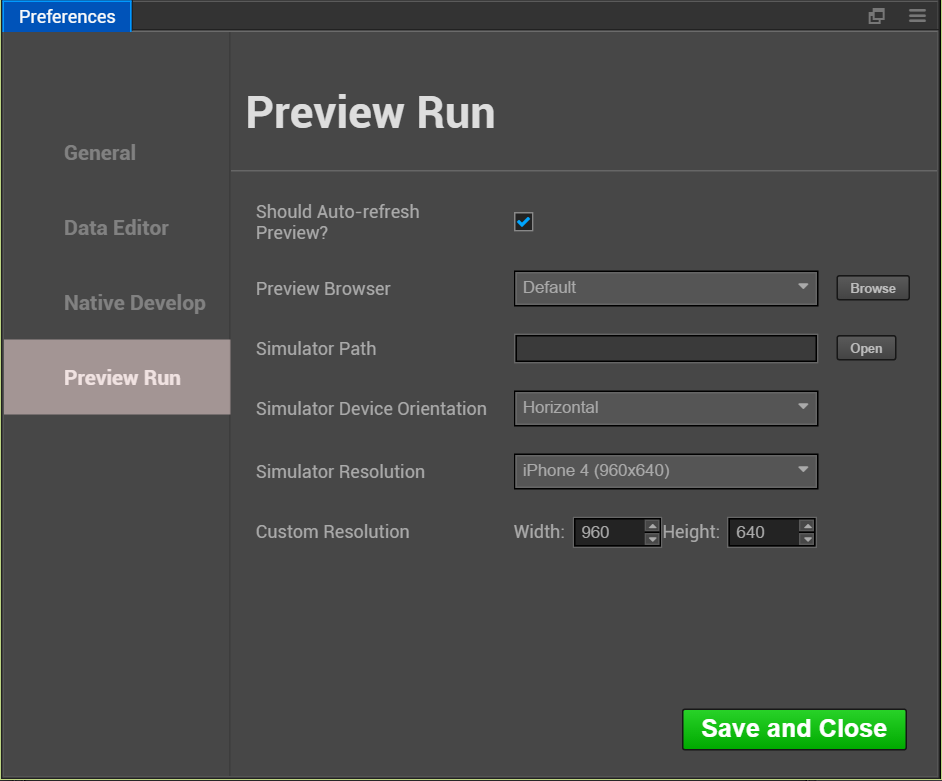 Preferences
General
Data Editor
Native Develop
Preview Run
Preview Run
Should Auto-refresh
Preview?
Preview Browser Default Browse
Simulator Path Open
Simulator Device Orientation Horizontal
Simulator Resolution iPhone 4 (960x640)
Custom Resolution Width: 960 Height: 640
Save and Close